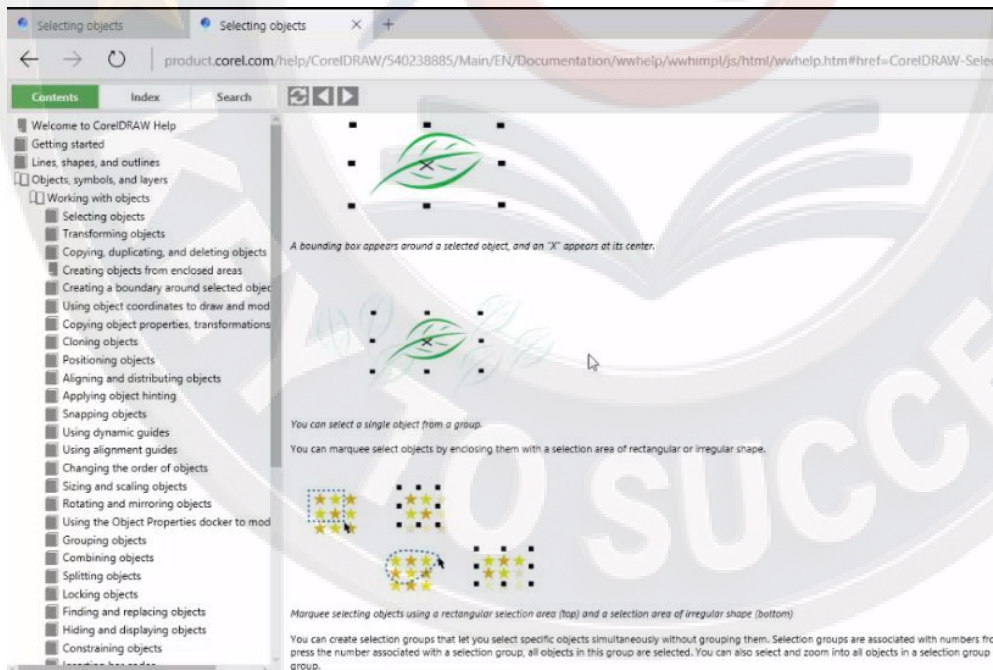 Selecting objects
Selecting objects
product.corel.com/help/CorelDRAW/540238885/Main/EN/Documentation/wwhelp/wwhimpl/js/html/wwhelp.htm#href=CorelDRAW-Selec
Contents Index Search
Welcome to CorelDRAW Help
Getting started
Lines, shapes, and outlines
Objects, symbols, and layers
Working with objects
Selecting objects
Transforming objects
Copying, duplicating, and deleting objects
Creating objects from enclosed areas
Creating a boundary around selected objec
Using object coordinates to draw and mod
Copying object properties, transformations
Cloning objects
Positioning objects
Aligning and distributing objects
Applying object hinting
Snapping objects
Using dynamic guides
Using alignment guides
Changing the order of objects
Sizing and scaling objects
Rotating and mirroring objects
Using the Object Properties docker to mod
Grouping objects
Combining objects
Splitting objects
Locking objects
Finding and replacing objects
Hiding and displaying objects
Constraining objects
Inserting bar codes
A bounding box appears around a selected object, and an "X" appears at its center.
You can select a single object from a group.
You can marquee select objects by enclosing them with a selection area of rectangular or irregular shape.
Marquee selecting objects using a rectangular selection area (top) and a selection area of irregular shape (bottom)
You can create selection groups that let you select specific objects simultaneously without grouping them. Selection groups are associated with numbers fro
press the number associated with a selection group, all objects in this group are selected. You can also select and zoom into all objects in a selection group
group.
TO SUCCE